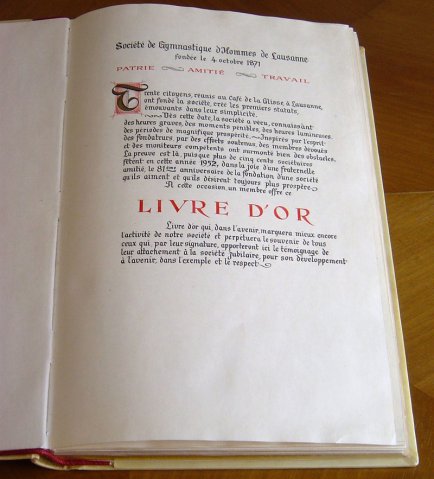 Société de Gymnastique d'Hommes de Lausanne
fondée le 4 octobre 1871
PATRIE AMITIÉ TRAVAIL
Trente citoyens, réunis au Café de la Glisse, à Lausanne,
ont fondé la société, créé les premiers statuts,
émouvants dans leur simplicité.
Dès cette date, la société a vécu, connaissant
des heures graves, des moments pénibles, des heures lumineuses,
des périodes de magnifique prospérité. Inspirés par l'esprit
des fondateurs, par des efforts soutenus, des membres dévoués
et des moniteurs compétents ont surmonté bien des obstacles.
La preuve est là, puisque plus de cinq cents sociétaires
fêtent en cette année 1952, dans la joie d'une fraternelle
amitié, le 81ème anniversaire de la fondation d'une société
qu'ils aiment et qu'ils désirent toujours plus prospère.
A cette occasion un membre offre ce
LIVRE D'OR
Livre d'or qui, dans l'avenir, marquera mieux encore
l'activité de notre société et perpétuera le souvenir de tous
ceux qui, par leur signature, apporteront ici le témoignage de
leur attachement à la société jubilaire, pour son développement
à l'avenir, dans l'exemple et le respect